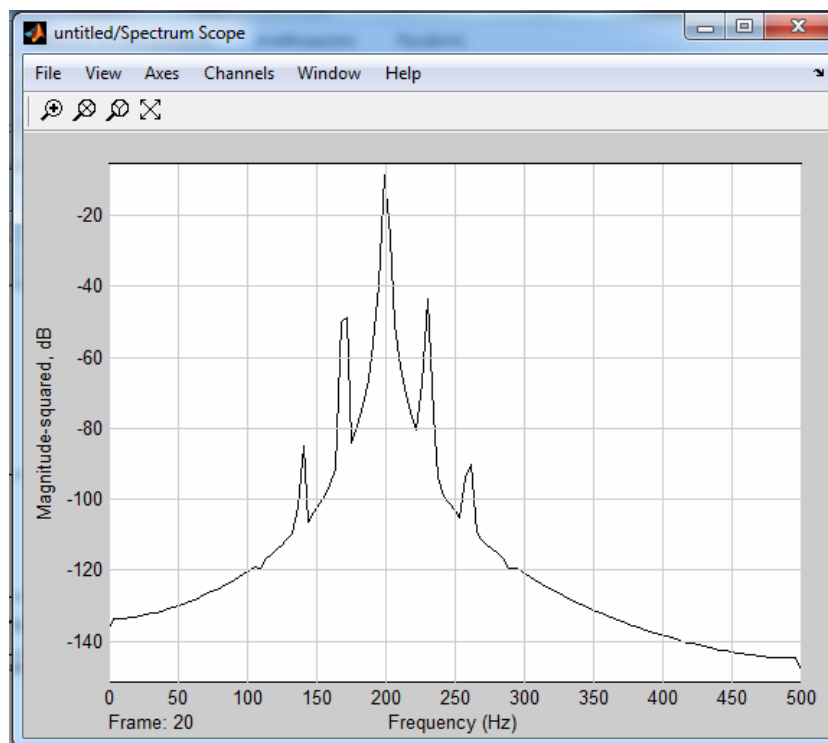 untitled/Spectrum Scope
File View Axes Channels Window Help
Magnitude-squared, dB
-20
-40
-60
-80
-100
-120
-140
0 50 100 150 200 250 300 350 400 450 500
Frame: 20 Frequency (Hz)